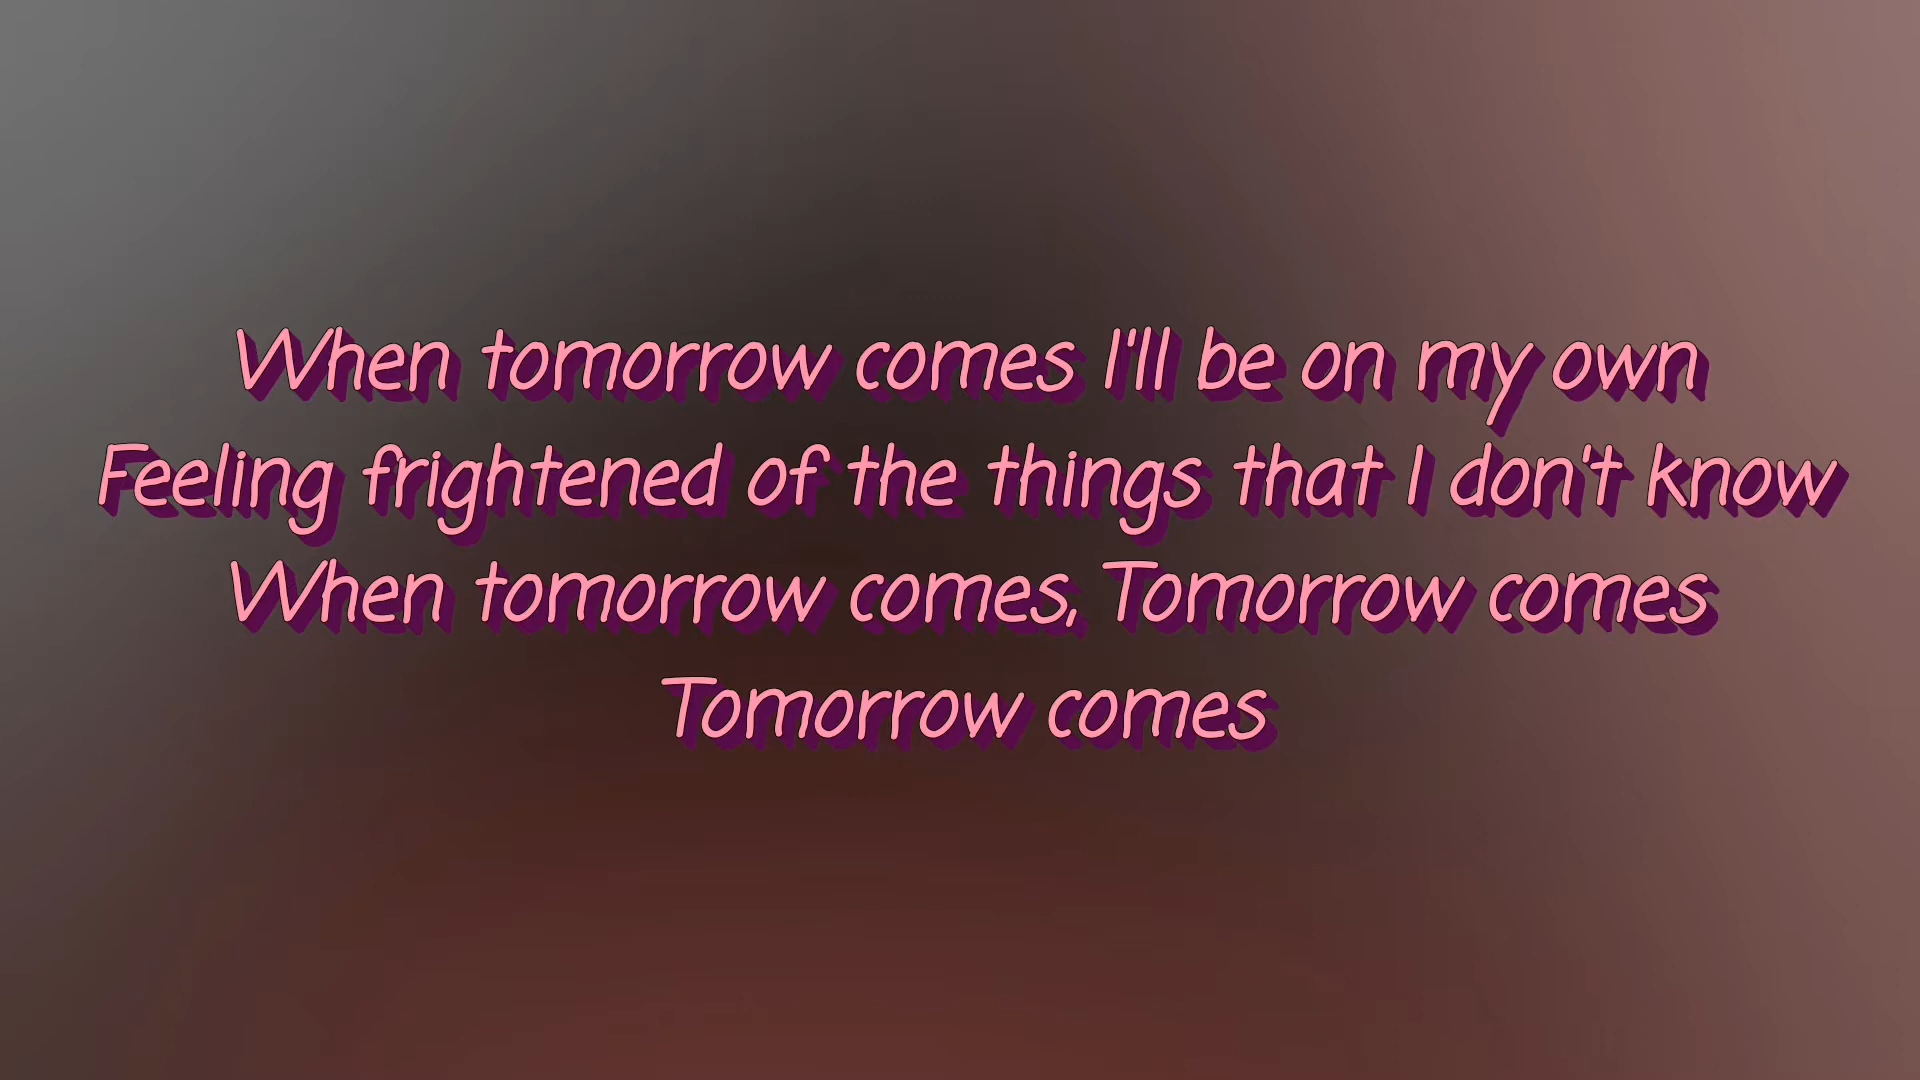 When tomorrow comes I'll be on my own
Feeling frightened of the things that I don't know
When tomorrow comes, Tomorrow comes
Tomorrow comes